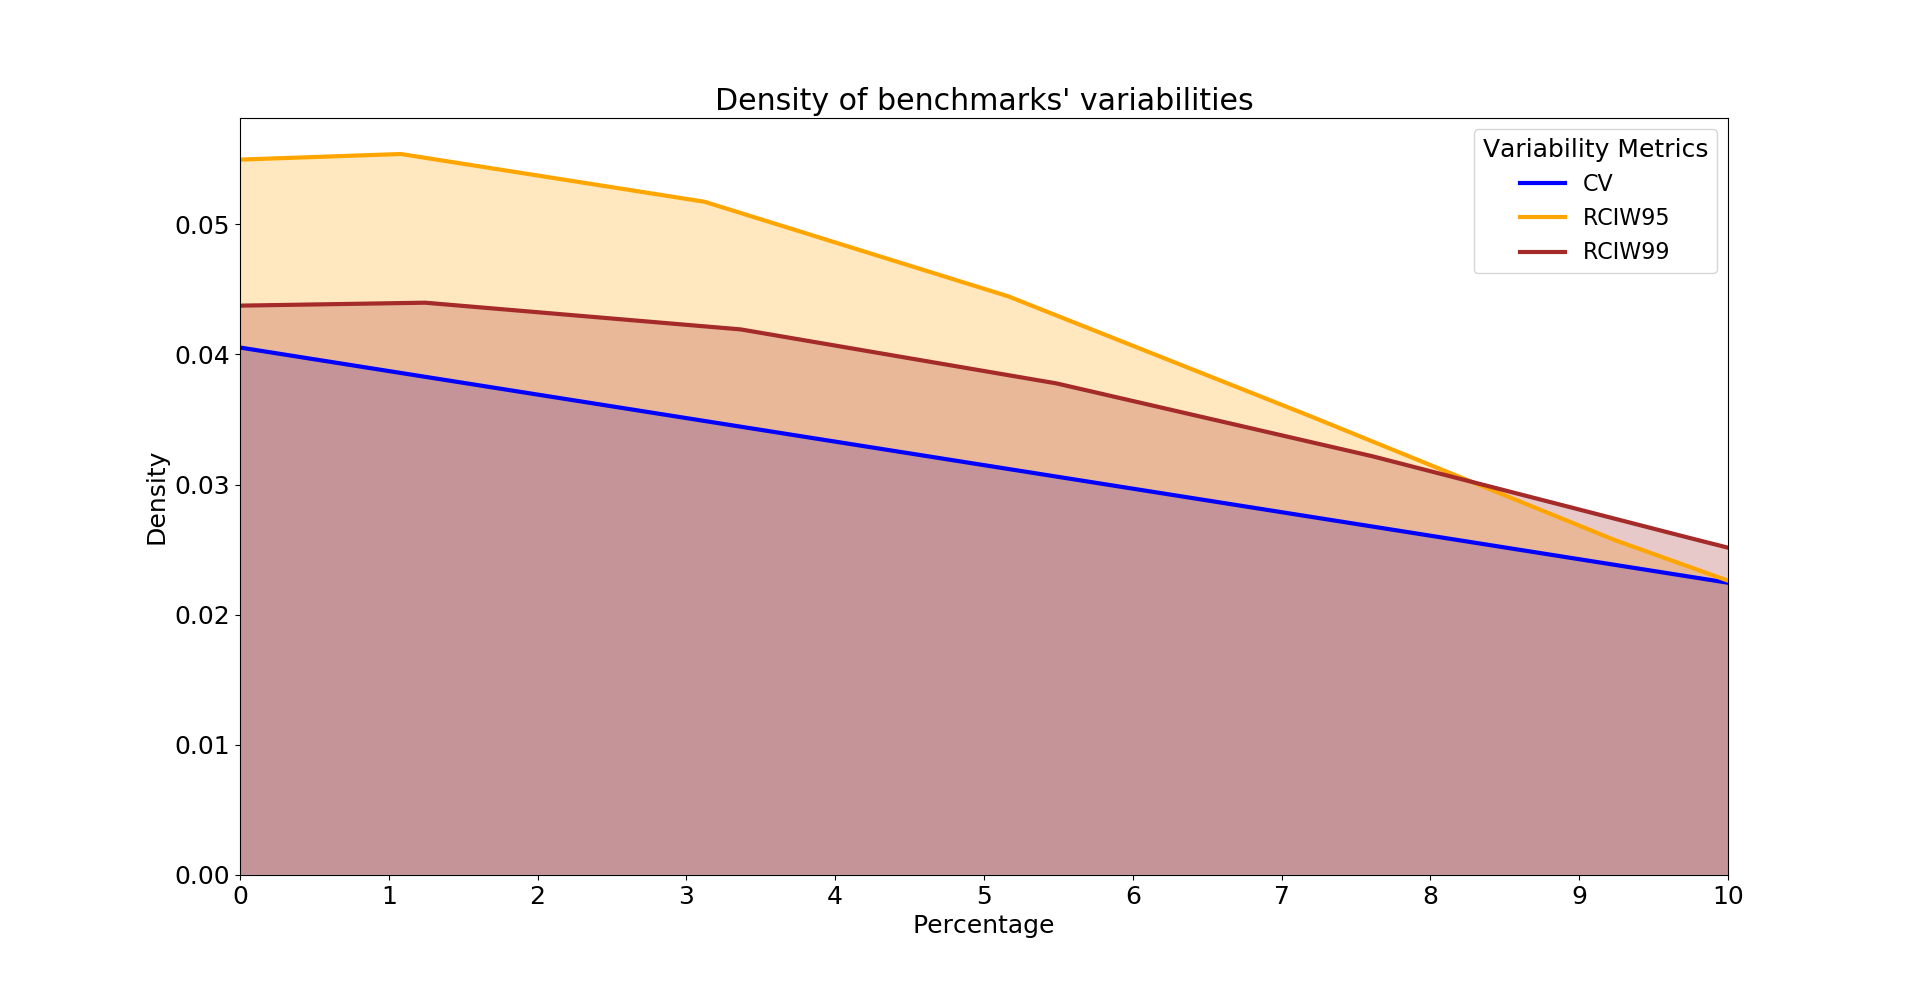 Density of benchmarks' variabilities
Variability Metrics
CV
RCIW95
RCIW99
Density
0.05
0.04
0.03
0.02
0.01
0.00
0 1 2 3 4 5 6 7 8 9 10
Percentage